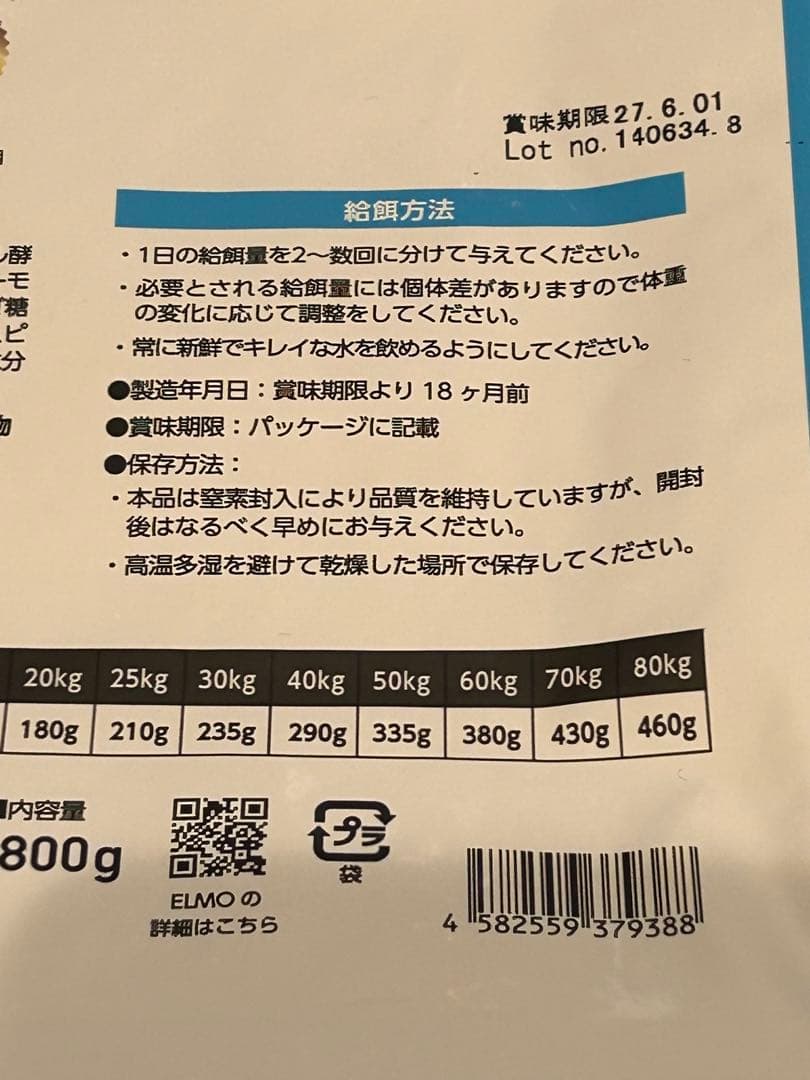 賞味期限27.6.01
Lot no.140634.8
給餌方法
・1日の給餌量を2〜数回に分けて与えてください。
・必要とされる給餌量には個体差がありますので体重
の変化に応じて調整をしてください。
・常に新鮮でキレイな水を飲めるようにしてください。
●製造年月日：賞味期限より18ヶ月前
●賞味期限：パッケージに記載
●保存方法：
・本品は窒素封入により品質を維持していますが、開封
後はなるべく早めにお与えください。
・高温多湿を避けて乾燥した場所で保存してください。
酵
ーモ
糖
ピ
分
物
20kg 25kg 30kg 40kg 50kg 60kg 70kg 80kg
180g 210g 235g 290g 335g 380g 430g 460g
■内容量
800g
ELMOの
詳細はこちら
プラ
袋
4 582559 379388